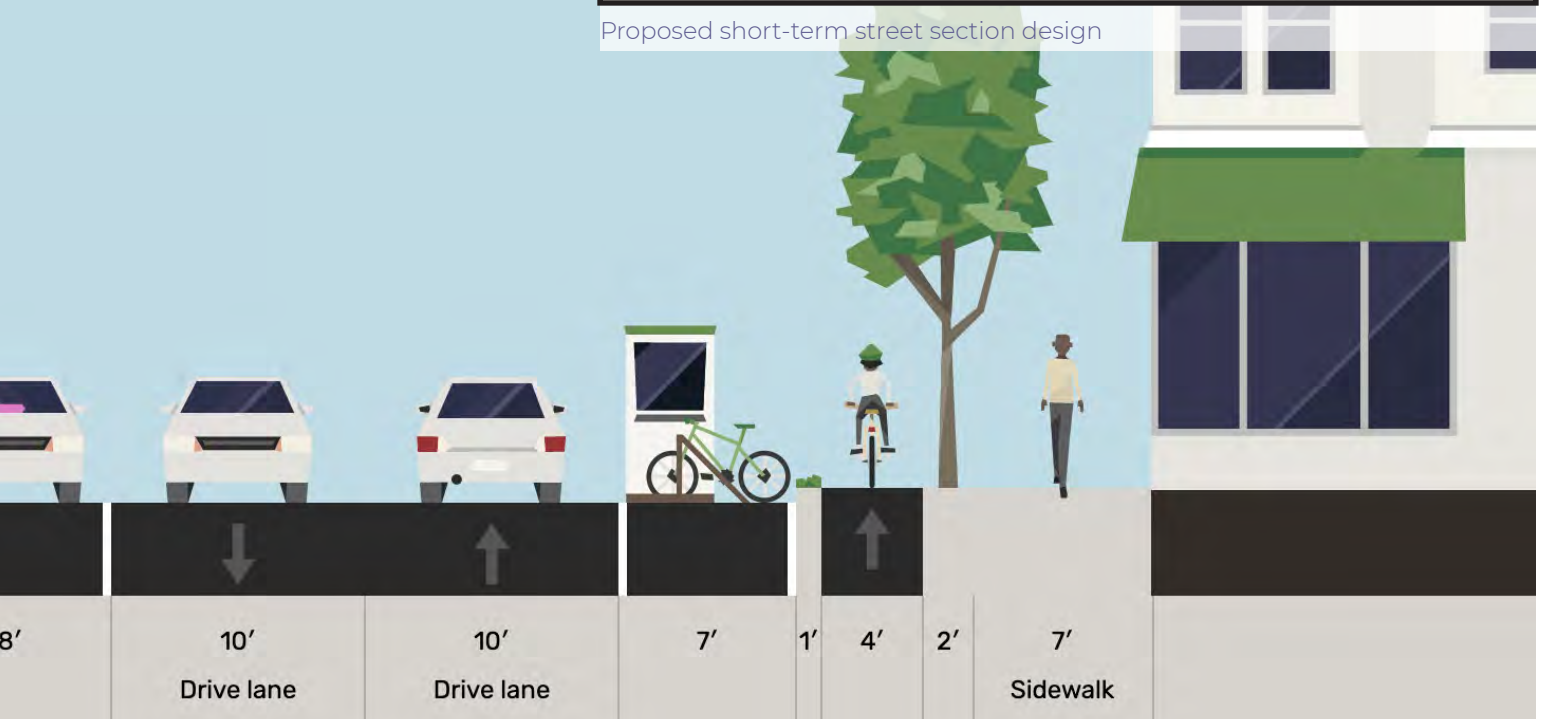 Proposed short-term street section design
8′ 10′ 10′ 7′ 1′ 4′ 2′ 7′
Drive lane Drive lane Sidewalk